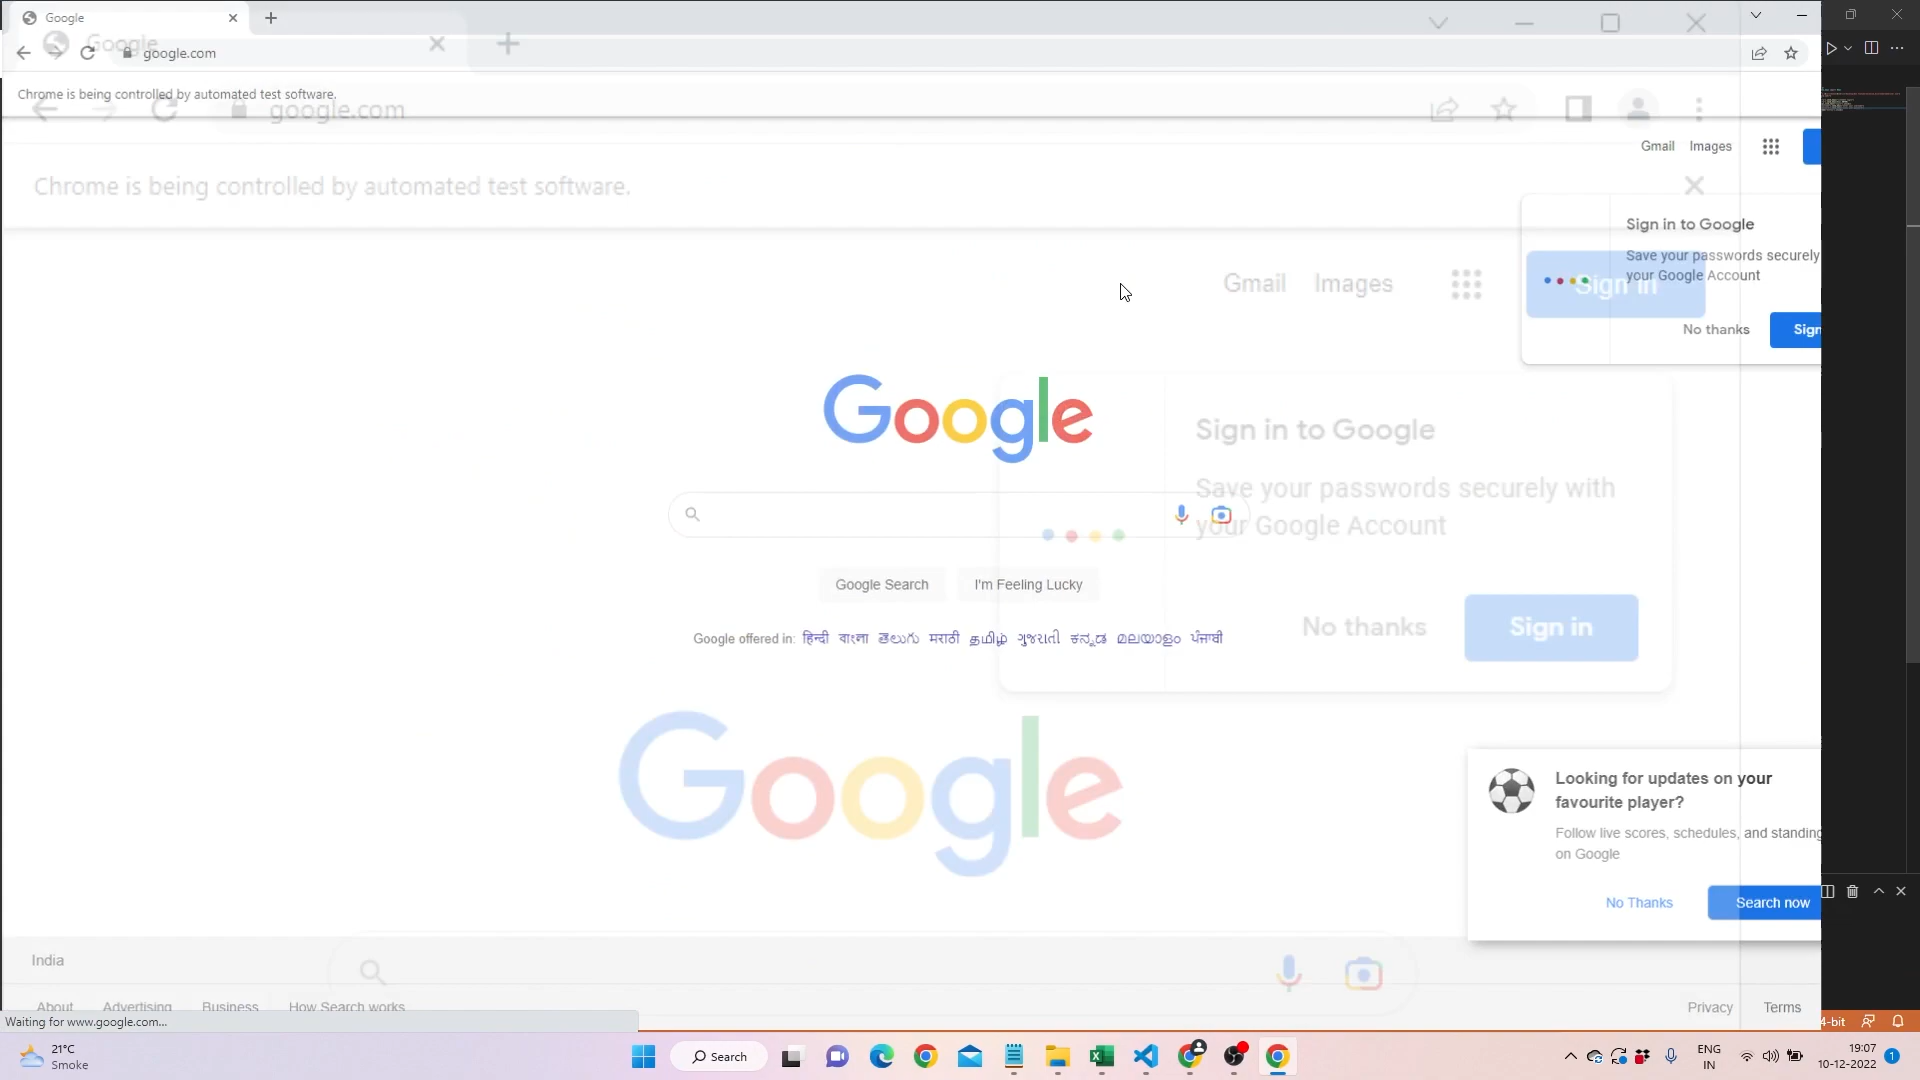 Google
Google
google.com
google.com
Chrome is being controlled by automated test software.
Chrome is being controlled by automated test software.
Gmail Images
Sign in to Google
Save your passwords securely
your Google Account
No thanks
Sign
Gmail Images
Sign in
Google
Sign in to Google
Save your passwords securely with
your Google Account
No thanks
Sign in
Google Search
I'm Feeling Lucky
Google offered in: हिन्दी বাংলা తెలుగు मराठी தமிழ் ગુજરાતી ಕನ್ನಡ മലയാളം ਪੰਜਾਬੀ
Google
Looking for updates on your
favourite player?
Follow live scores, schedules, and standing
on Google
No Thanks
Search now
India
About Advertising Business How Search works
Privacy Terms
Waiting for www.google.com...
4-bit
21°C
Smoke
Search
ENG
IN
19:07
10-12-2022
1